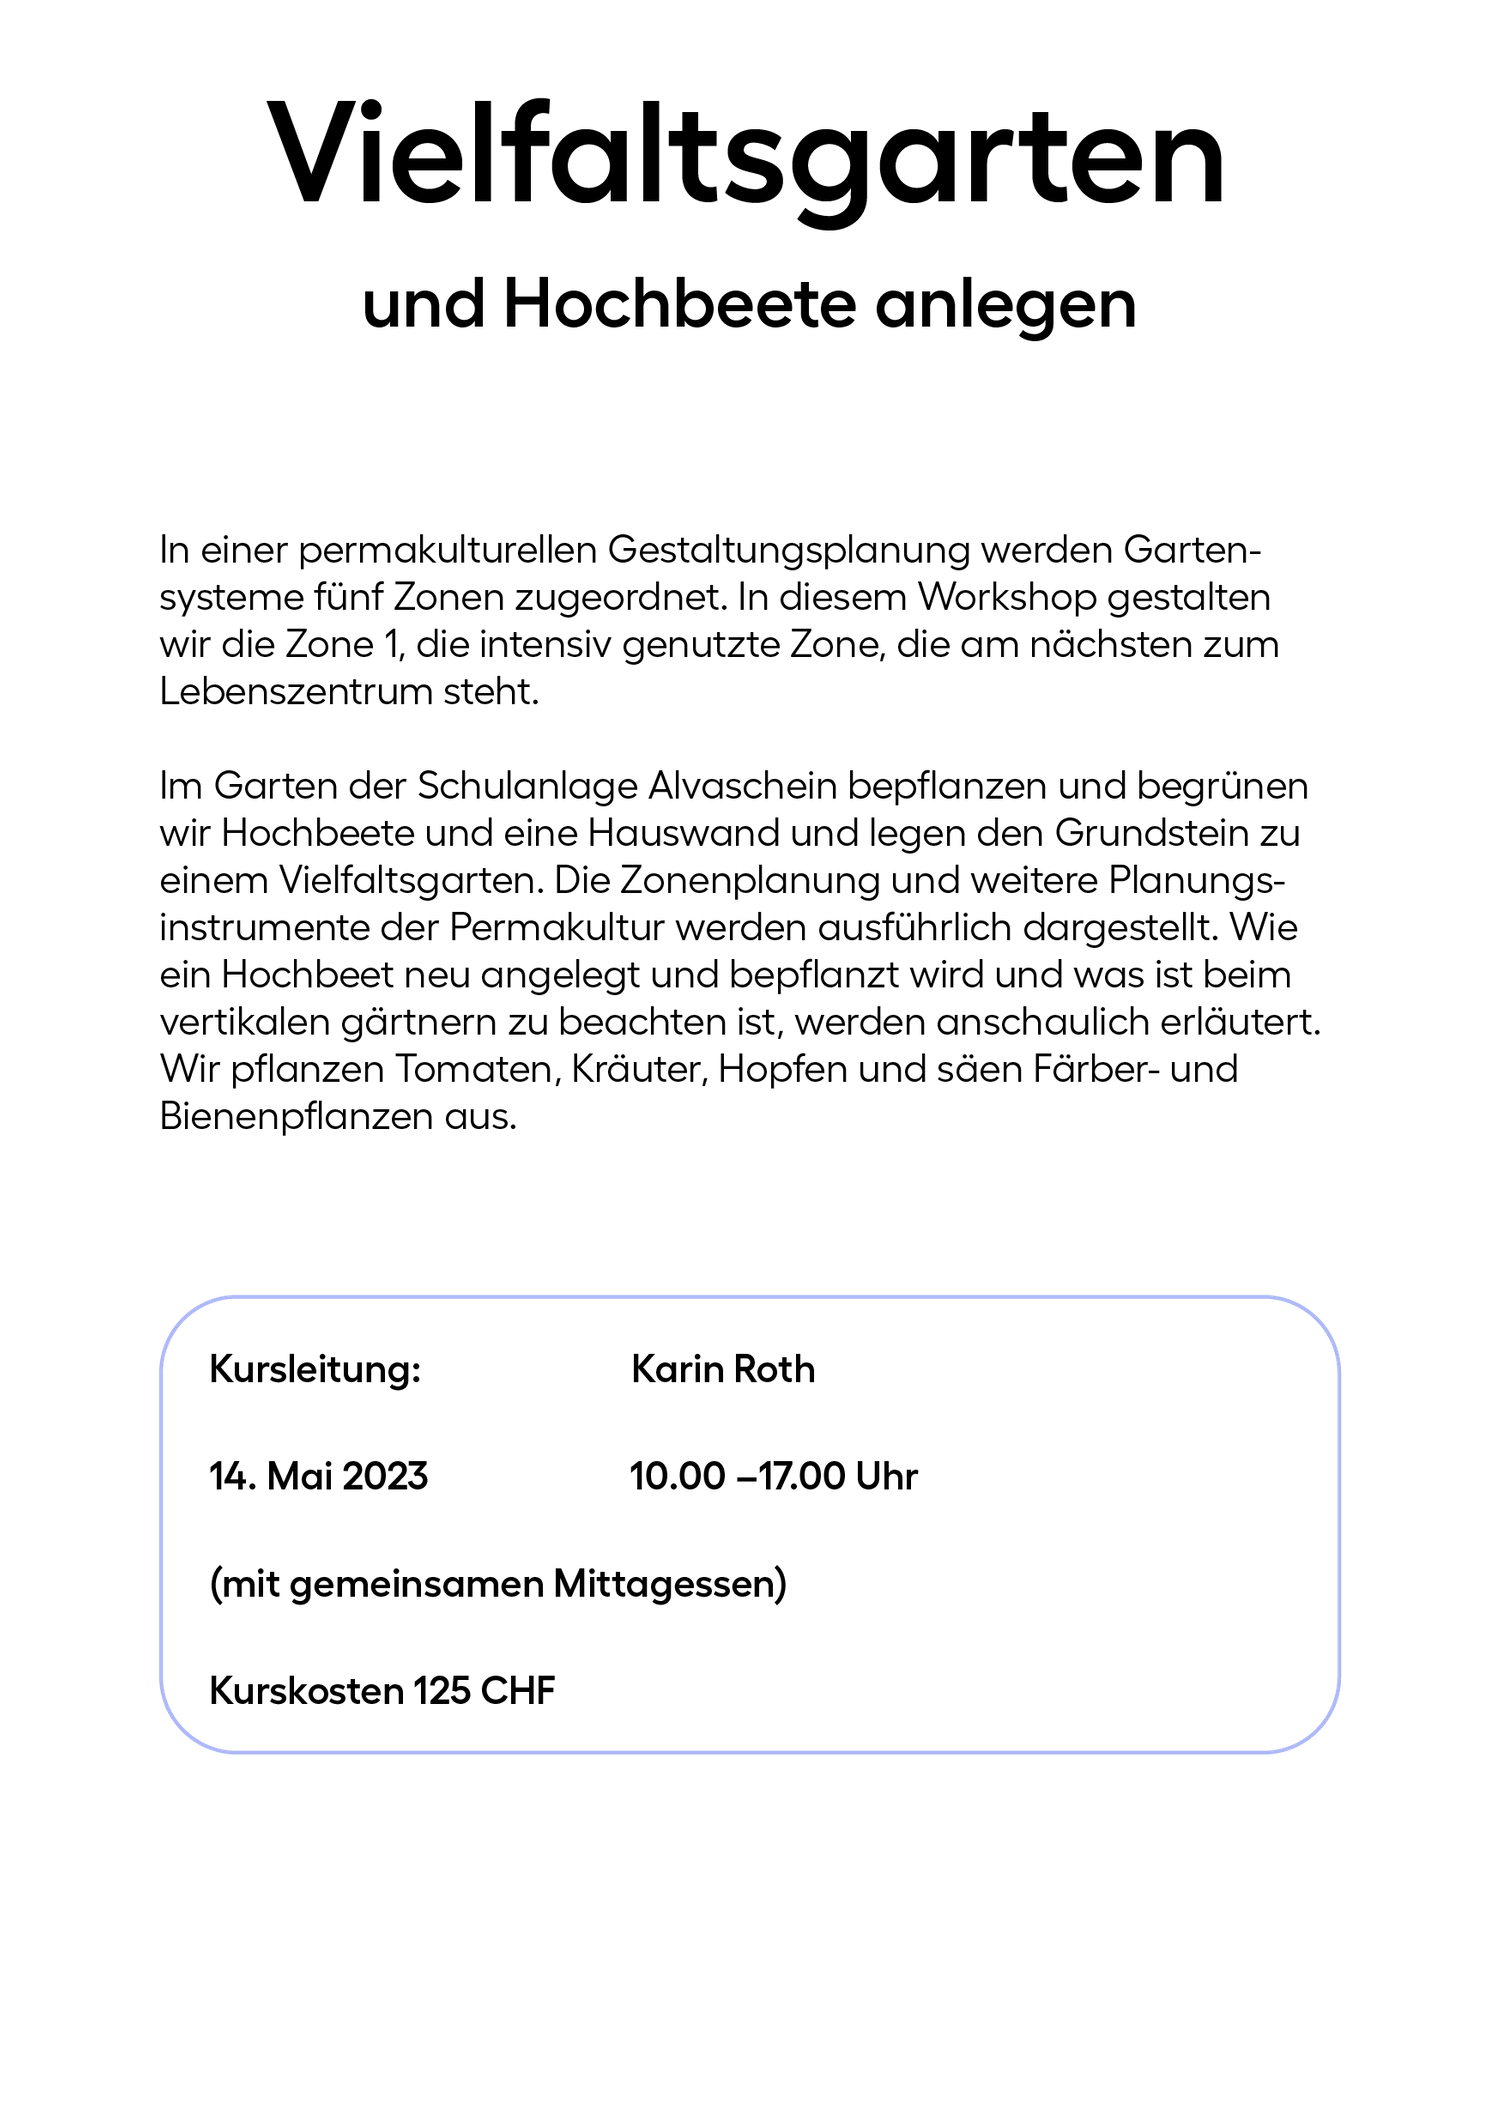 Vielfaltsgarten
und Hochbeete anlegen
In einer permakulturellen Gestaltungsplanung werden Garten-
systeme fünf Zonen zugeordnet. In diesem Workshop gestalten
wir die Zone 1, die intensiv genutzte Zone, die am nächsten zum
Lebenszentrum steht.
Im Garten der Schulanlage Alvaschein bepflanzen und begrünen
wir Hochbeete und eine Hauswand und legen den Grundstein zu
einem Vielfaltsgarten. Die Zonenplanung und weitere Planungs-
instrumente der Permakultur werden ausführlich dargestellt. Wie
ein Hochbeet neu angelegt und bepflanzt wird und was ist beim
vertikalen gärtnern zu beachten ist, werden anschaulich erläutert.
Wir pflanzen Tomaten, Kräuter, Hopfen und säen Färber- und
Bienenpflanzen aus.
Kursleitung: Karin Roth
14. Mai 2023 10.00 –17.00 Uhr
(mit gemeinsamen Mittagessen)
Kurskosten 125 CHF